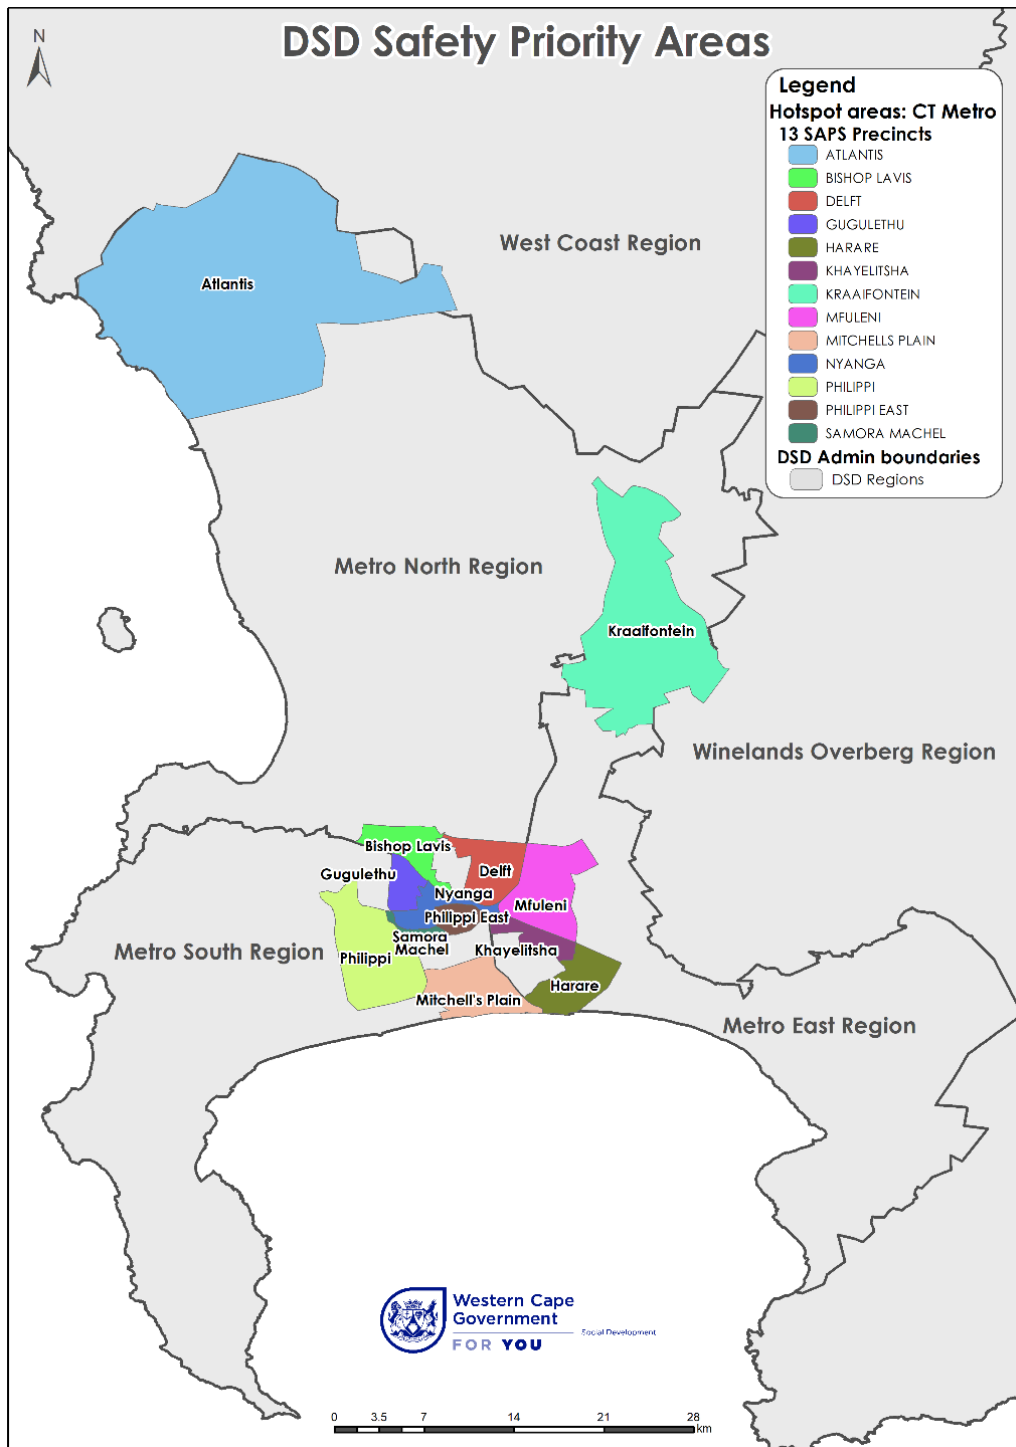 DSD Safety Priority Areas
N
Legend
Hotspot areas: CT Metro
13 SAPS Precincts
ATLANTIS
BISHOP LAVIS
DELFT
GUGULETHU
HARARE
KHAYELITSHA
KRAAIFONTEIN
MFULENI
MITCHELLS PLAIN
NYANGA
PHILIPPI
PHILIPPI EAST
SAMORA MACHEL
DSD Admin boundaries
DSD Regions
West Coast Region
Atlantis
Metro North Region
Kraaifontein
Winelands Overberg Region
Bishop Lavis
Gugulethu
Delft
Nyanga
Mfuleni
Philippi East
Samora
Machel
Khayelitsha
Metro South Region
Philippi
Harare
Mitchell's Plain
Metro East Region
Western Cape
Government
Social Development
FOR YOU
0 3.5 7 14 21 28
km